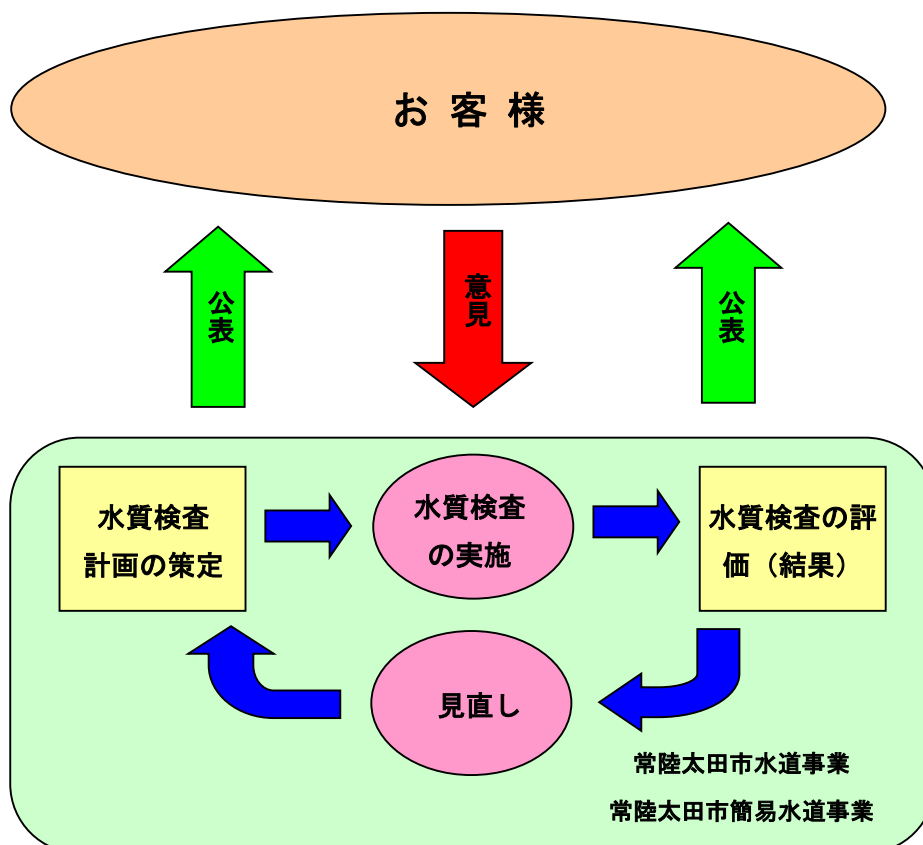 お 客 様
公表
意見
公表
水質検査
計画の策定
水質検査
の実施
水質検査の評
価（結果）
見直し
常陸太田市水道事業
常陸太田市簡易水道事業